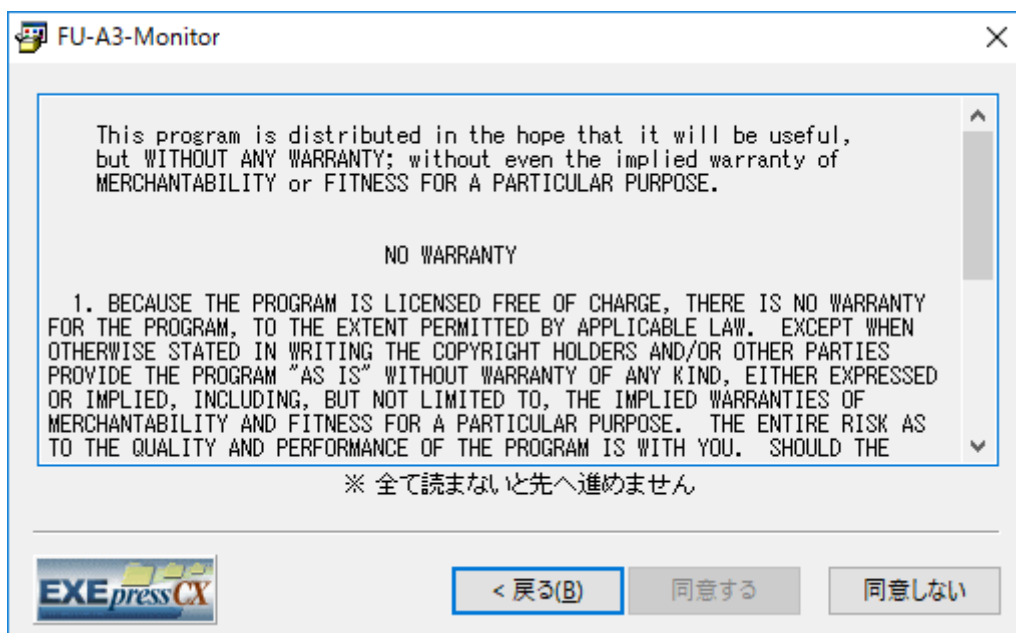 FU-A3-Monitor
This program is distributed in the hope that it will be useful,
but WITHOUT ANY WARRANTY; without even the implied warranty of
MERCHANTABILITY or FITNESS FOR A PARTICULAR PURPOSE.
NO WARRANTY
1. BECAUSE THE PROGRAM IS LICENSED FREE OF CHARGE, THERE IS NO WARRANTY
FOR THE PROGRAM, TO THE EXTENT PERMITTED BY APPLICABLE LAW.  EXCEPT WHEN
OTHERWISE STATED IN WRITING THE COPYRIGHT HOLDERS AND/OR OTHER PARTIES
PROVIDE THE PROGRAM "AS IS" WITHOUT WARRANTY OF ANY KIND, EITHER EXPRESSED
OR IMPLIED, INCLUDING, BUT NOT LIMITED TO, THE IMPLIED WARRANTIES OF
MERCHANTABILITY AND FITNESS FOR A PARTICULAR PURPOSE.  THE ENTIRE RISK AS
TO THE QUALITY AND PERFORMANCE OF THE PROGRAM IS WITH YOU.  SHOULD THE
※ 全て読まないと先へ進めません
EXEpressCX
< 戻る(B)
同意する
同意しない